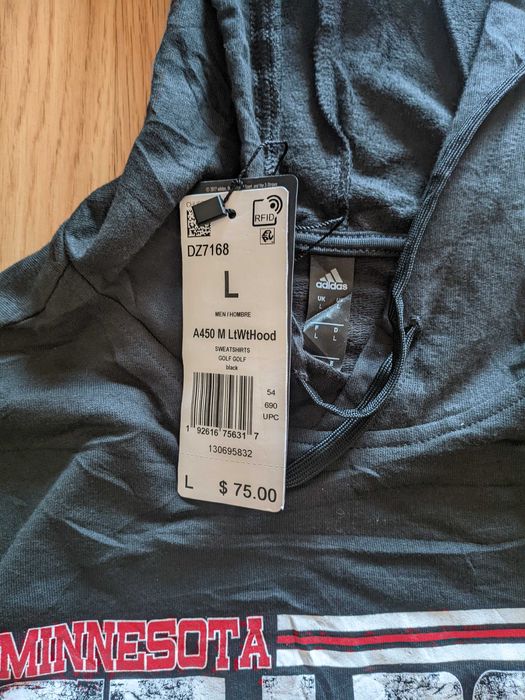 RFID
DZ7168
L
MEN / HOMBRE
A450 M LtWtHood
SWEATSHIRTS
GOLF GOLF
black
54
690
UPC
1 92616 75631 7
130695832
L $ 75.00
adidas
UK
L
F
L
D
L
MINNESOTA